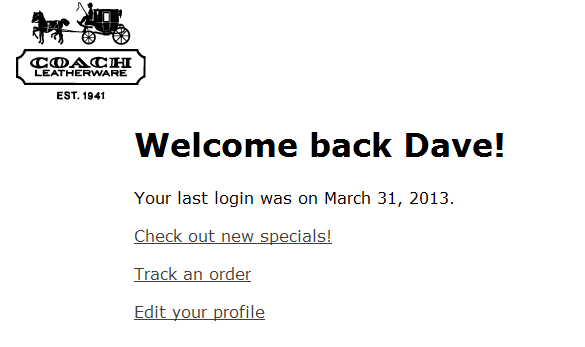 COACH
LEATHERWARE
EST. 1941
Welcome back Dave!
Your last login was on March 31, 2013.
Check out new specials!
Track an order
Edit your profile